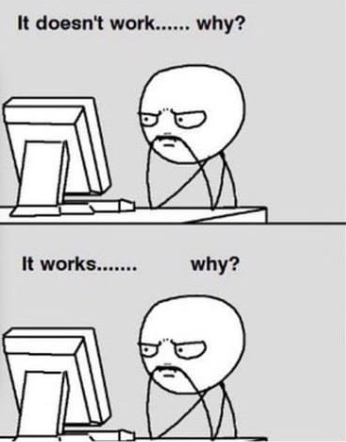 It doesn't work...... why?
It works....... why?